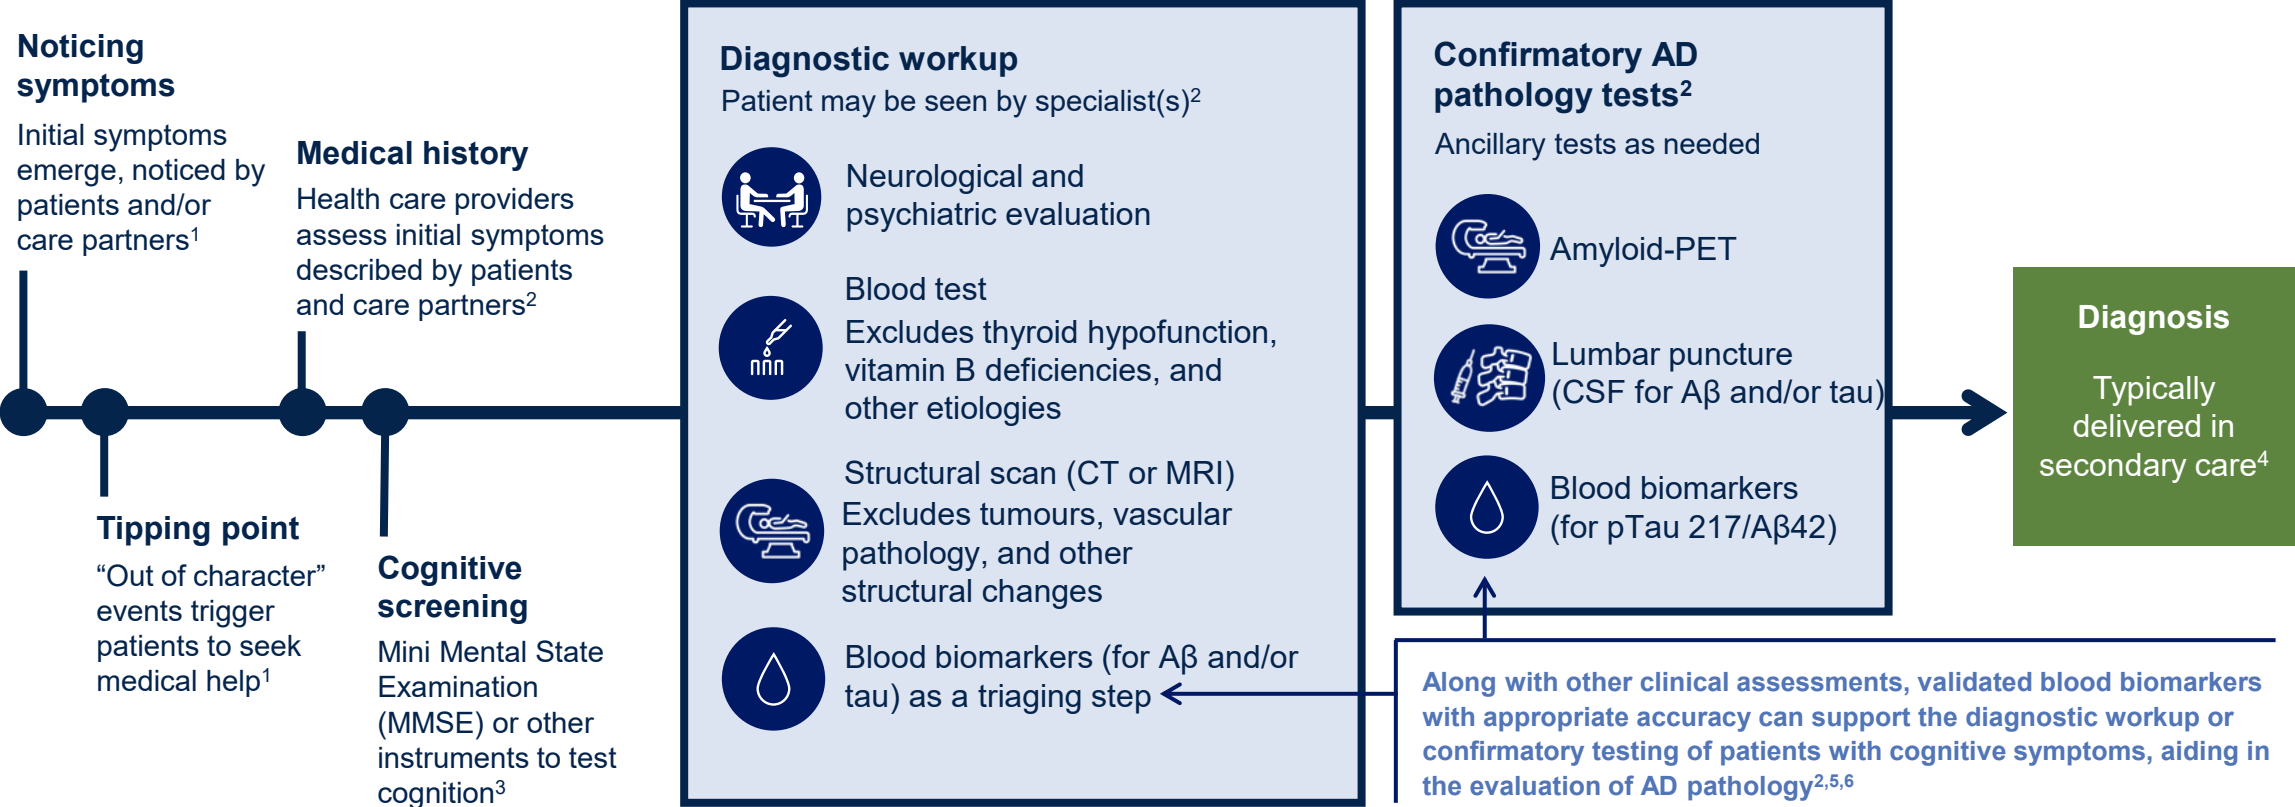 Noticing
symptoms
Initial symptoms
emerge, noticed by
patients and/or
care partners¹
Tipping point
“Out of character”
events trigger
patients to seek
medical help¹
Medical history
Health care providers
assess initial symptoms
described by patients
and care partners²
Cognitive
screening
Mini Mental State
Examination
(MMSE) or other
instruments to test
cognition³
Diagnostic workup
Patient may be seen by specialist(s)²
Neurological and
psychiatric evaluation
Blood test
Excludes thyroid hypofunction,
vitamin B deficiencies, and
other etiologies
Structural scan (CT or MRI)
Excludes tumours, vascular
pathology, and other
structural changes
Blood biomarkers (for Aβ and/or
tau) as a triaging step
Confirmatory AD
pathology tests²
Ancillary tests as needed
Amyloid-PET
Lumbar puncture
(CSF for Aβ and/or tau)
Blood biomarkers
(for pTau 217/Aβ42)
Along with other clinical assessments, validated blood biomarkers
with appropriate accuracy can support the diagnostic workup or
confirmatory testing of patients with cognitive symptoms, aiding in
the evaluation of AD pathology²,⁵,⁶
Diagnosis
Typically
delivered in
secondary care⁴